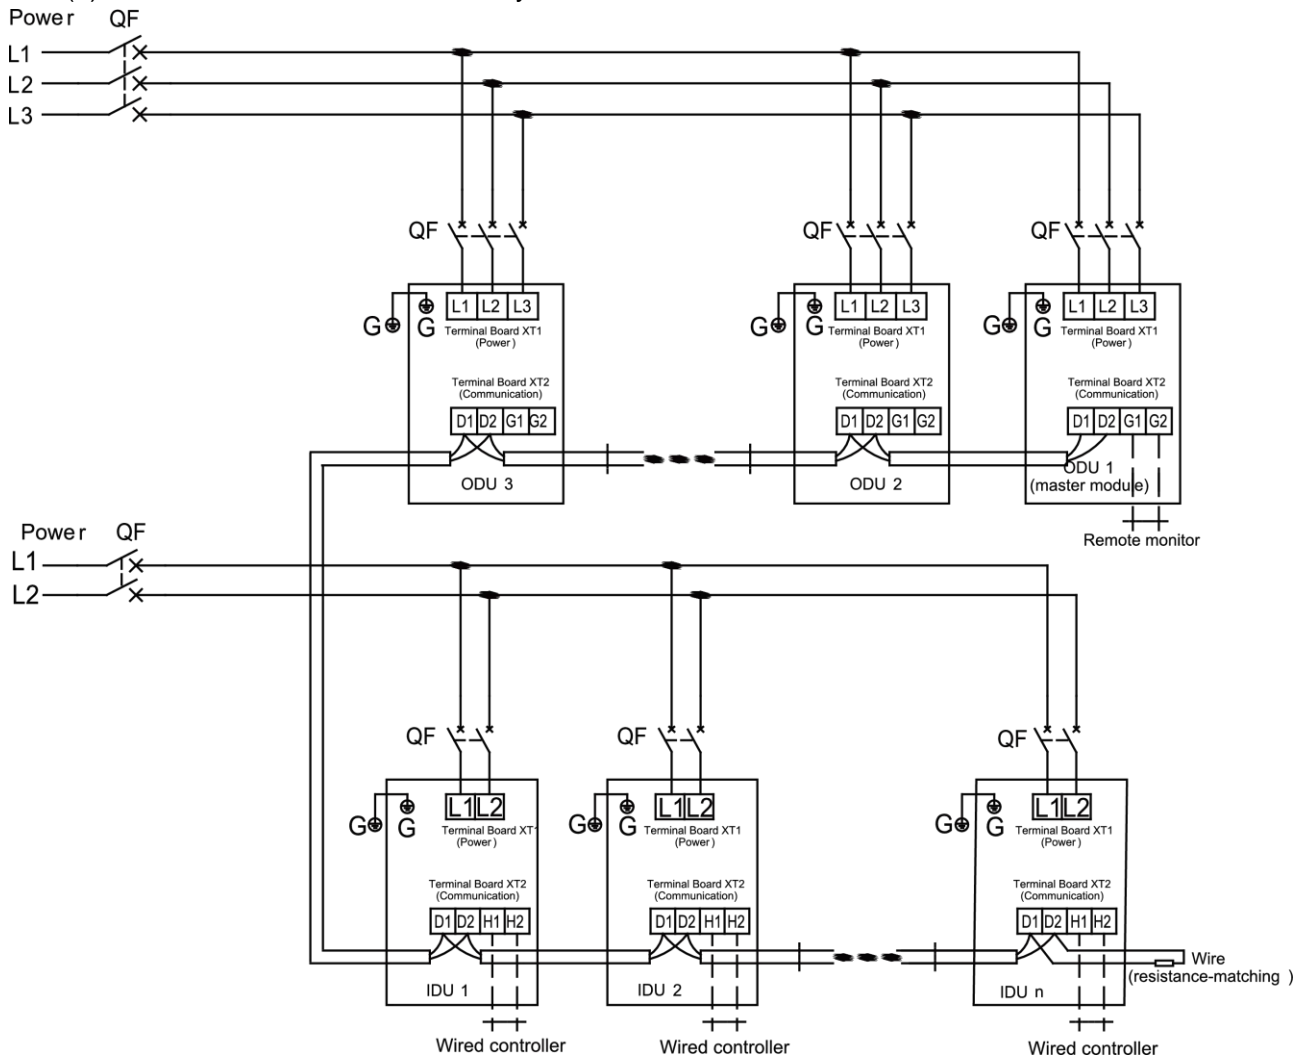 Power QF
L1
L2
L3
QF QF QF
L1 L2 L3 L1 L2 L3 L1 L2 L3
G G G G G G
Terminal Board XT1 Terminal Board XT1 Terminal Board XT1
(Power) (Power) (Power)
Terminal Board XT2 Terminal Board XT2 Terminal Board XT2
(Communication) (Communication) (Communication)
D1 D2 G1 G2 D1 D2 G1 G2 D1 D2 G1 G2
ODU 3 ODU 2 ODU 1
(master module)
Remote monitor
Power QF
L1
L2
QF QF QF
L1 L2 L1 L2 L1 L2
G G G G G G
Terminal Board XT1 Terminal Board XT1 Terminal Board XT1
(Power) (Power) (Power)
Terminal Board XT2 Terminal Board XT2 Terminal Board XT2
(Communication) (Communication) (Communication)
D1 D2 H1 H2 D1 D2 H1 H2 D1 D2 H1 H2
Wire
(resistance-matching )
IDU 1 IDU 2 IDU n
Wired controller Wired controller Wired controller